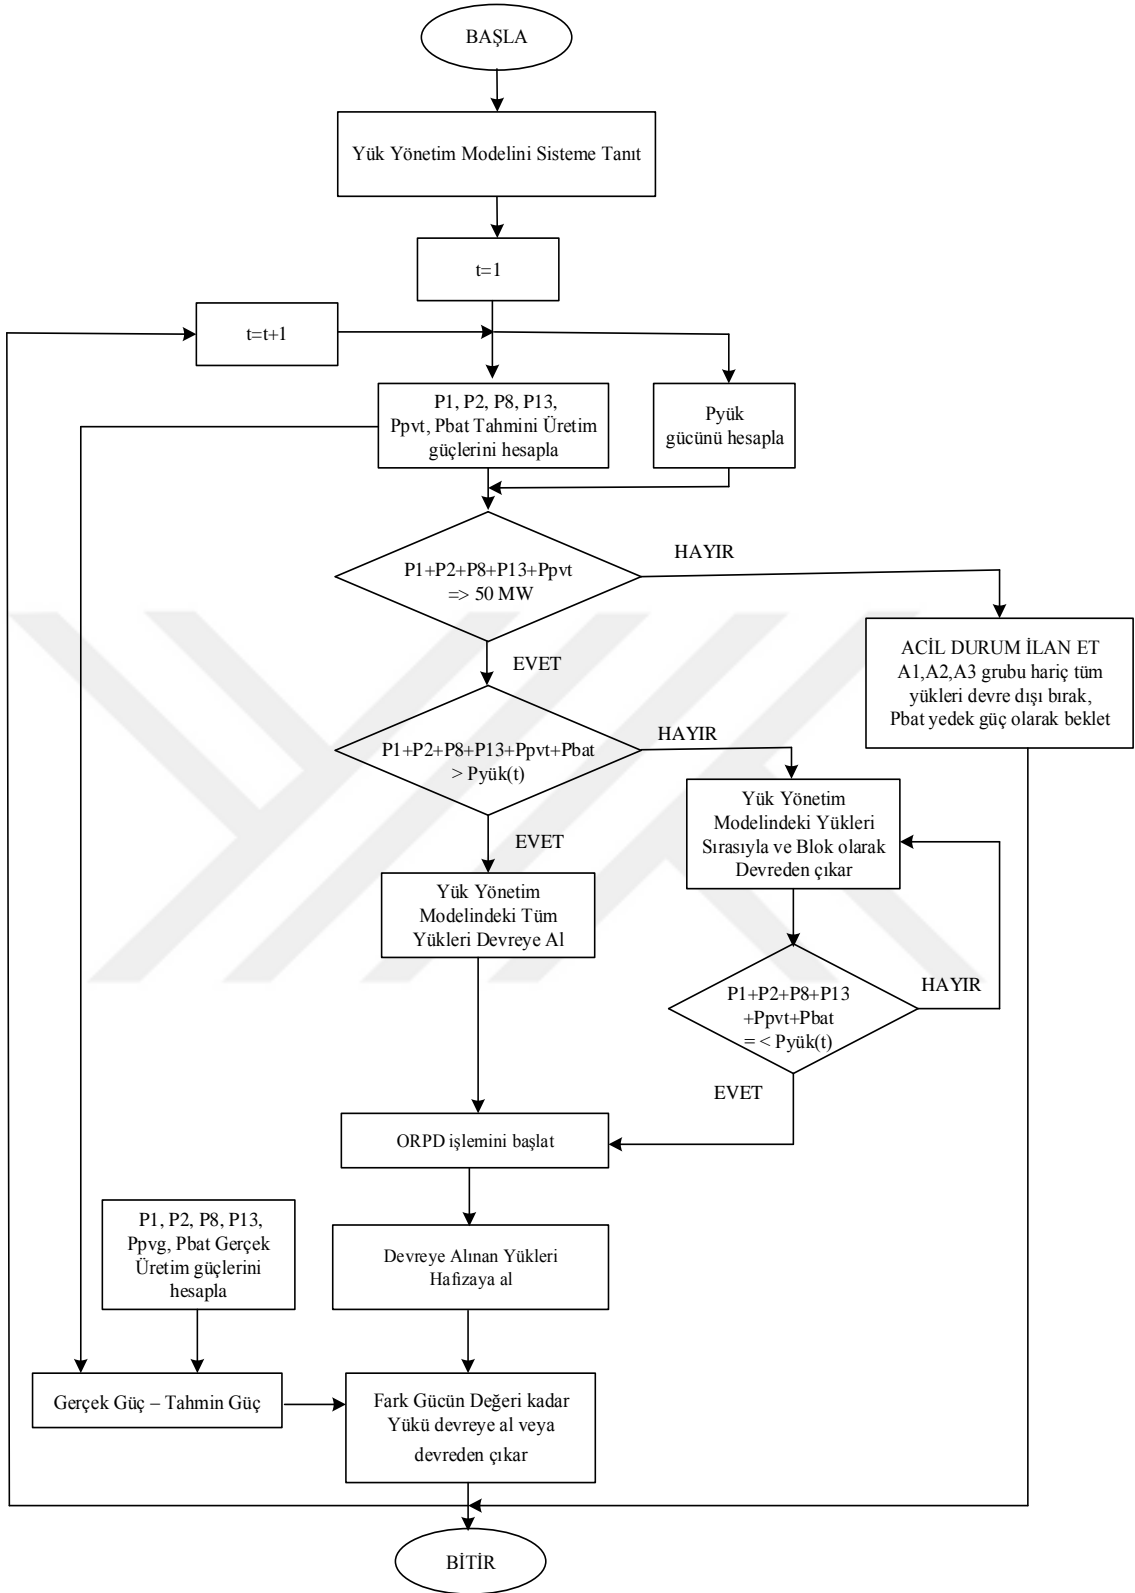 BAŞLA
Yük Yönetim Modelini Sisteme Tanıt
t=1
t=t+1
P1, P2, P8, P13,
Ppvt, Pbat Tahmini Üretim
güçlerini hesapla
Pyük
gücünü hesapla
P1+P2+P8+P13+Ppvt
=> 50 MW
HAYIR
EVET
ACİL DURUM İLAN ET
A1,A2,A3 grubu hariç tüm
yükleri devre dışı bırak,
Pbat yedek güç olarak beklet
P1+P2+P8+P13+Ppvt+Pbat
> Pyük(t)
HAYIR
EVET
Yük Yönetim
Modelindeki Yükleri
Sırasıyla ve Blok olarak
Devreden çıkar
Yük Yönetim
Modelindeki Tüm
Yükleri Devreye Al
P1+P2+P8+P13
+Ppvt+Pbat
= < Pyük(t)
HAYIR
EVET
ORPD işlemini başlat
P1, P2, P8, P13,
Ppvg, Pbat Gerçek
Üretim güçlerini
hesapla
Devreye Alınan Yükleri
Hafızaya al
Gerçek Güç – Tahmin Güç
Fark Gücün Değeri kadar
Yükü devreye al veya
devreden çıkar
BİTİR